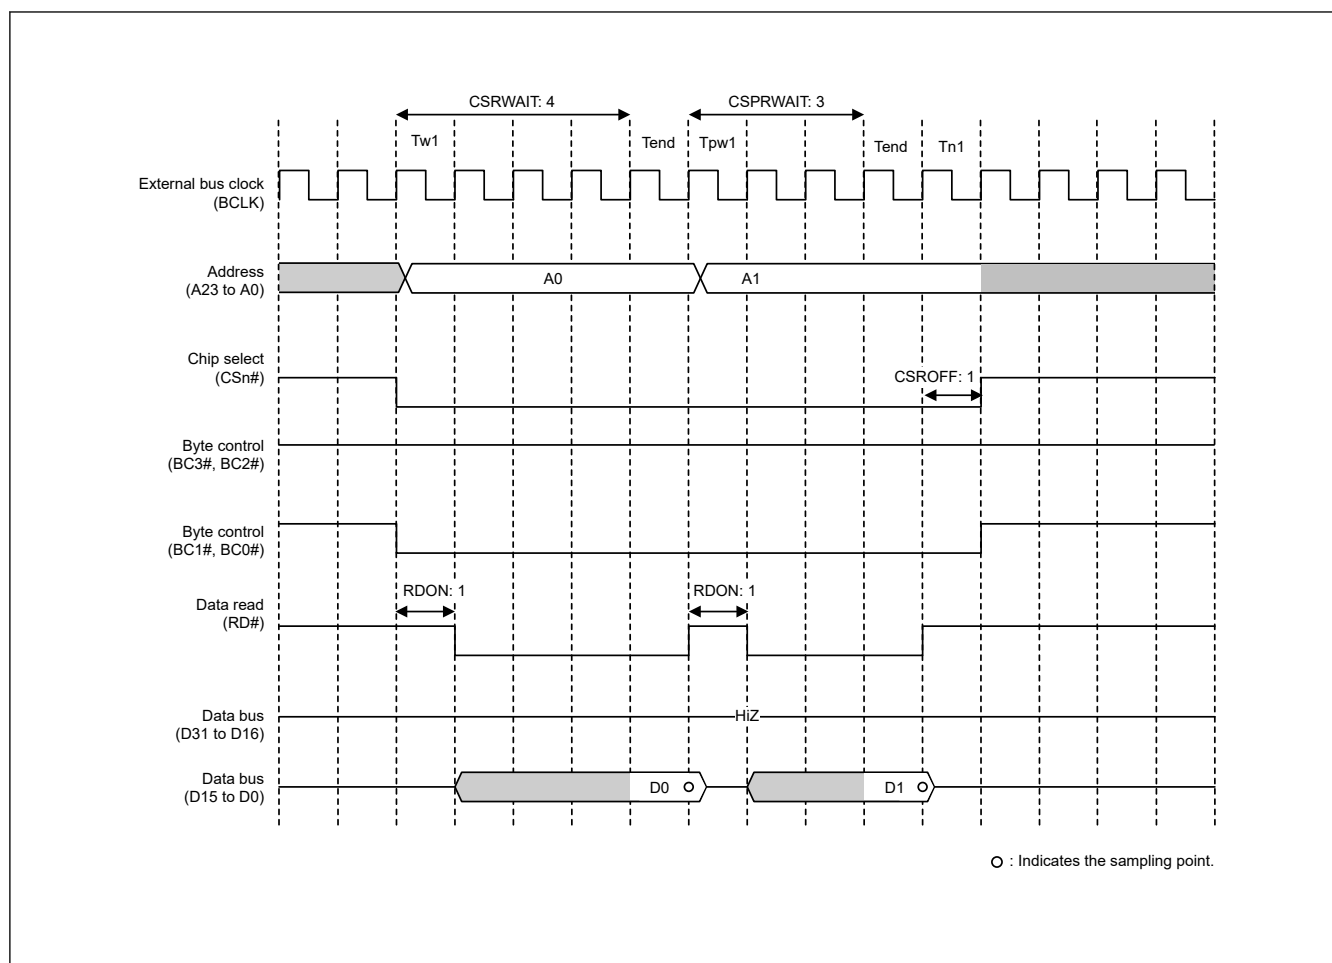 CSRWAIT: 4
CSPRWAIT: 3
Tw1
Tend
Tpw1
Tend
Tn1
External bus clock
(BCLK)
Address
(A23 to A0)
A0
A1
Chip select
(CSn#)
CSROFF: 1
Byte control
(BC3#, BC2#)
Byte control
(BC1#, BC0#)
RDON: 1
RDON: 1
Data read
(RD#)
Data bus
(D31 to D16)
HiZ
Data bus
(D15 to D0)
D0
D1
: Indicates the sampling point.